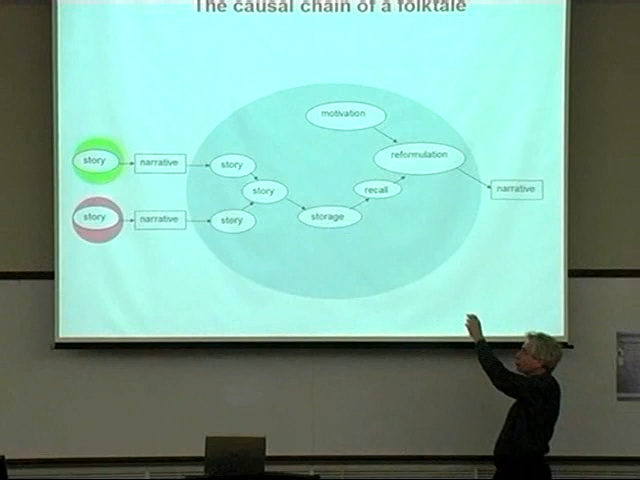 The causal chain of a folktale
motivation
reformulation
story
narrative
story
story
recall
narrative
story
narrative
story
storage